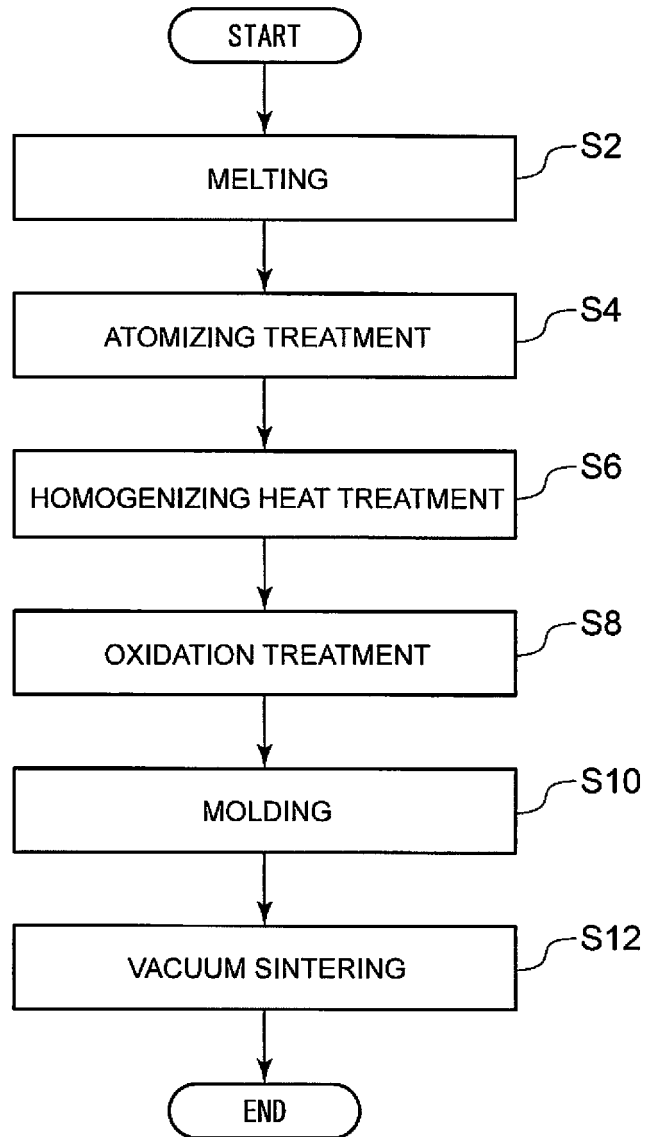 START
MELTING
S2
ATOMIZING TREATMENT
S4
HOMOGENIZING HEAT TREATMENT
S6
OXIDATION TREATMENT
S8
MOLDING
S10
VACUUM SINTERING
S12
END